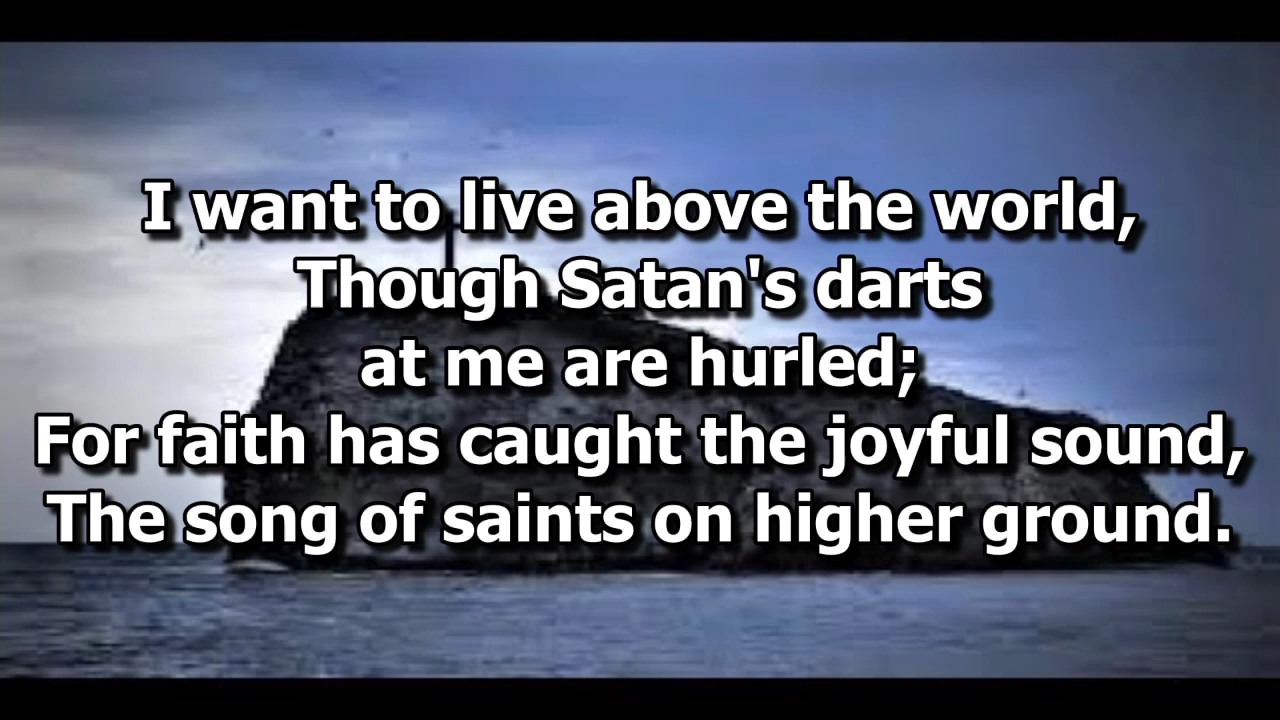 I want to live above the world,
Though Satan's darts
at me are hurled;
For faith has caught the joyful sound,
The song of saints on higher ground.